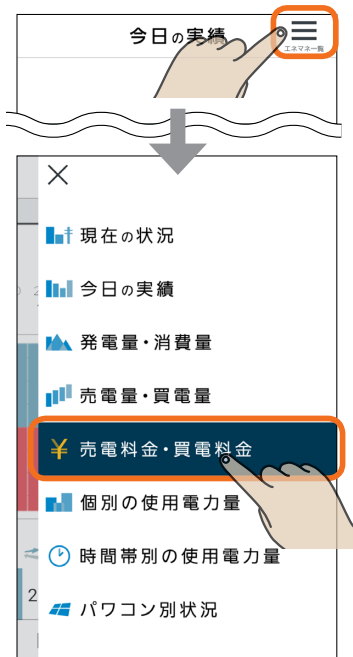 今日の実績
エネマネ一覧
現在の状況
今日の実績
発電量・消費量
売電量・買電量
¥ 売電料金・買電料金
個別の使用電力量
時間帯別の使用電力量
2
パワコン別状況